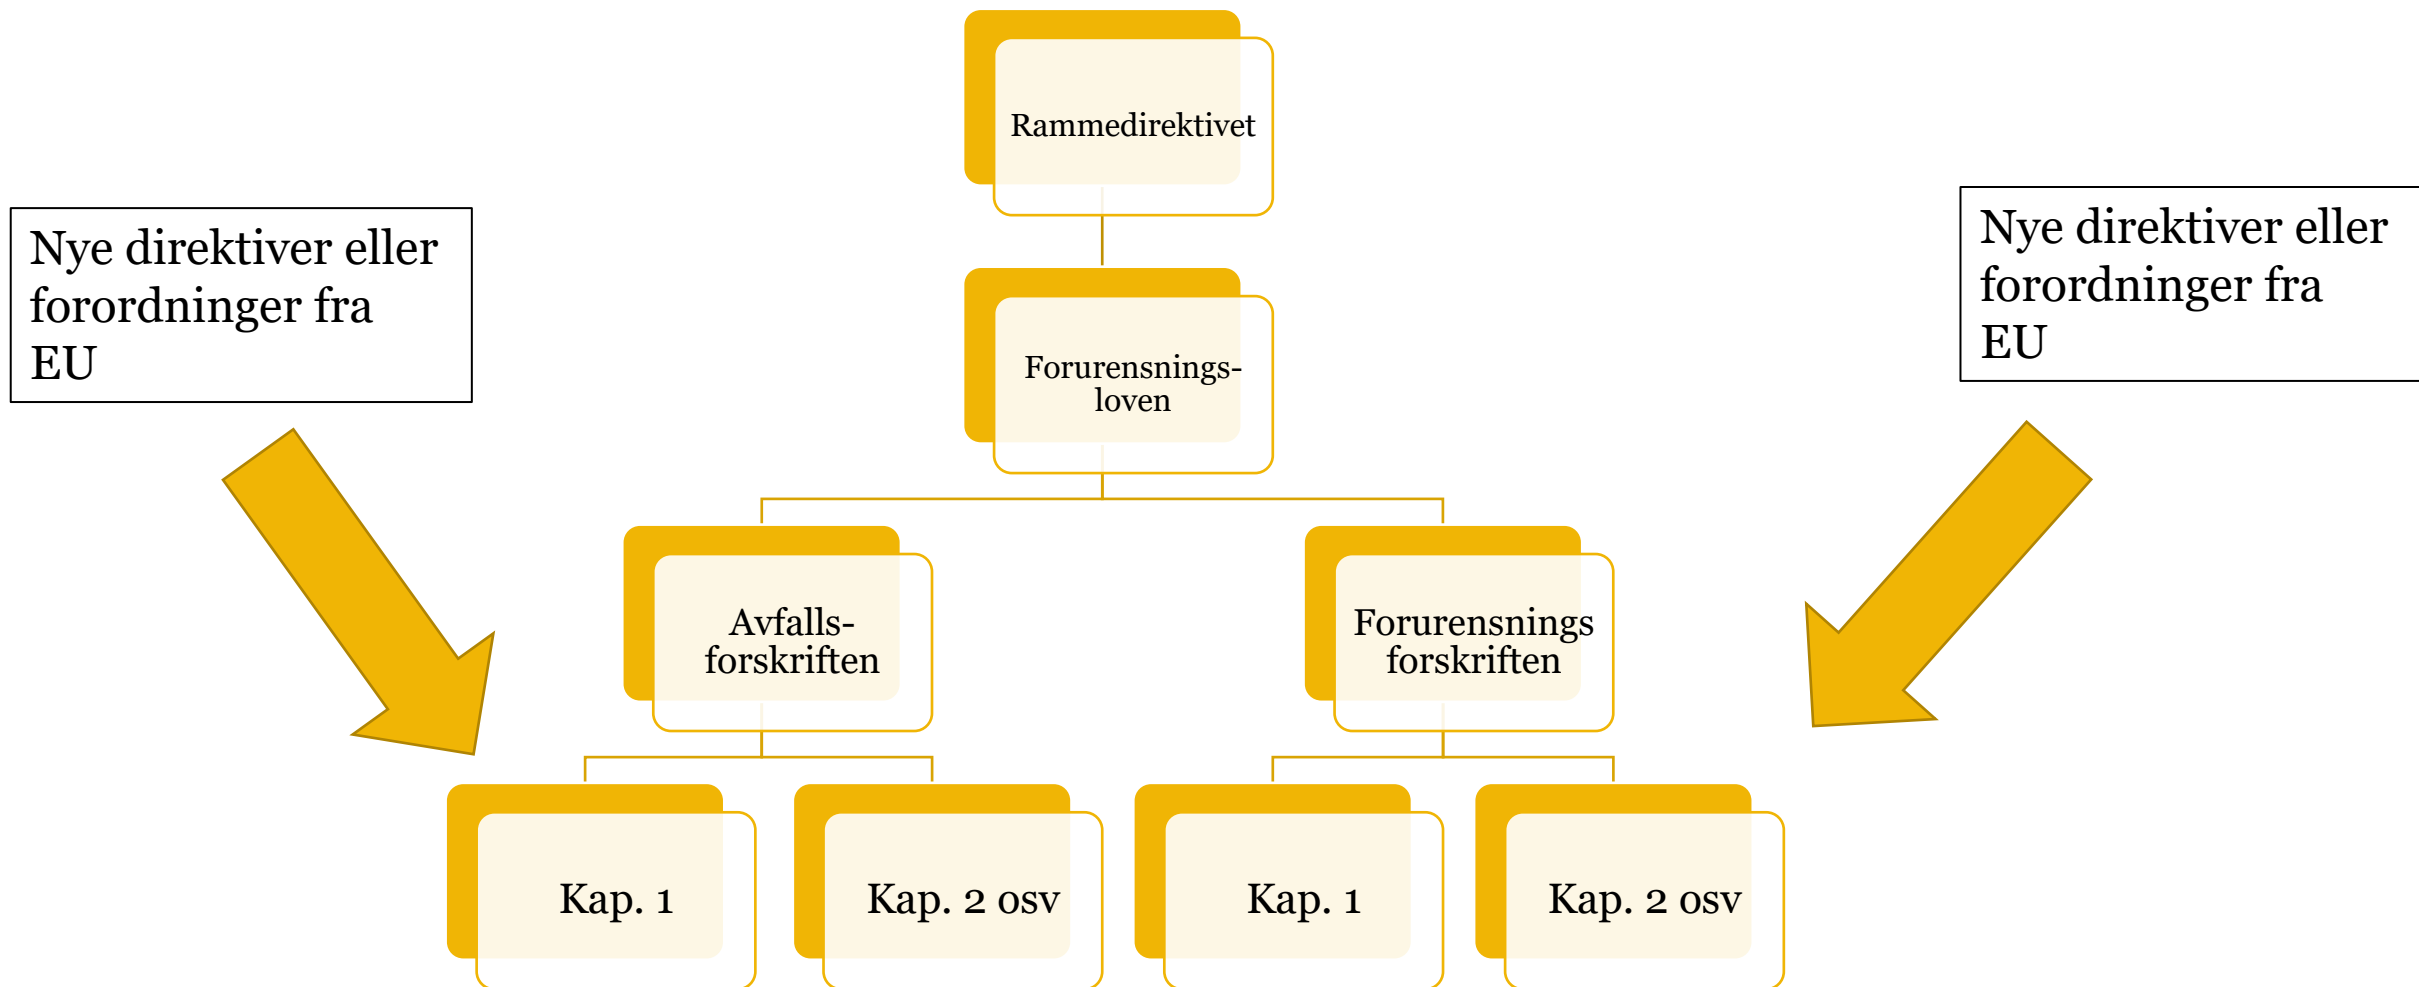 Rammedirektivet
Nye direktiver eller
forordninger fra
EU
Nye direktiver eller
forordninger fra
EU
Forurensnings-
loven
Avfalls-
forskriften
Forurensnings
forskriften
Kap. 1
Kap. 2 osv
Kap. 1
Kap. 2 osv